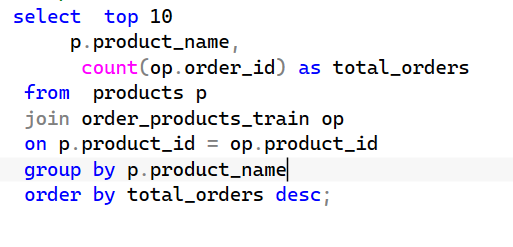 select  top 10
p.product_name,
count(op.order_id) as total_orders
from  products p
join order_products_train op
on p.product_id = op.product_id
group by p.product_name
order by total_orders desc;